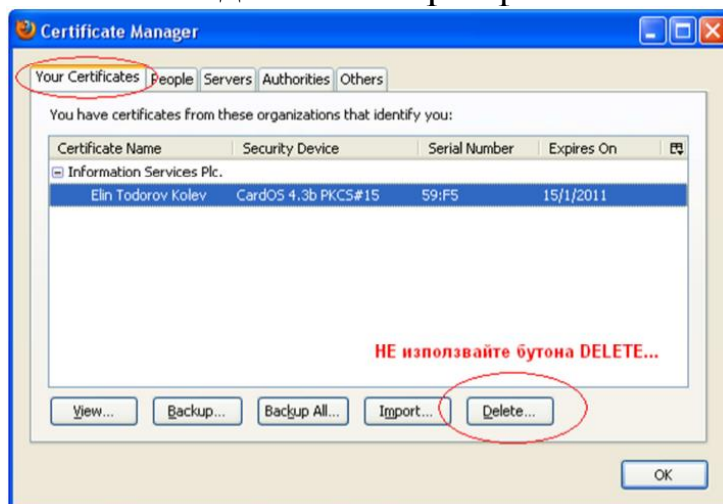 Certificate Manager
Your Certificates People Servers Authorities Others
You have certificates from these organizations that identify you:
Certificate Name Security Device Serial Number Expires On
Information Services Plc.
Elin Todorov Kolev CardOS 4.3b PKCS#15 59:F5 15/1/2011
НЕ използвайте бутона DELETE...
View... Backup... Backup All... Import... Delete...
OK